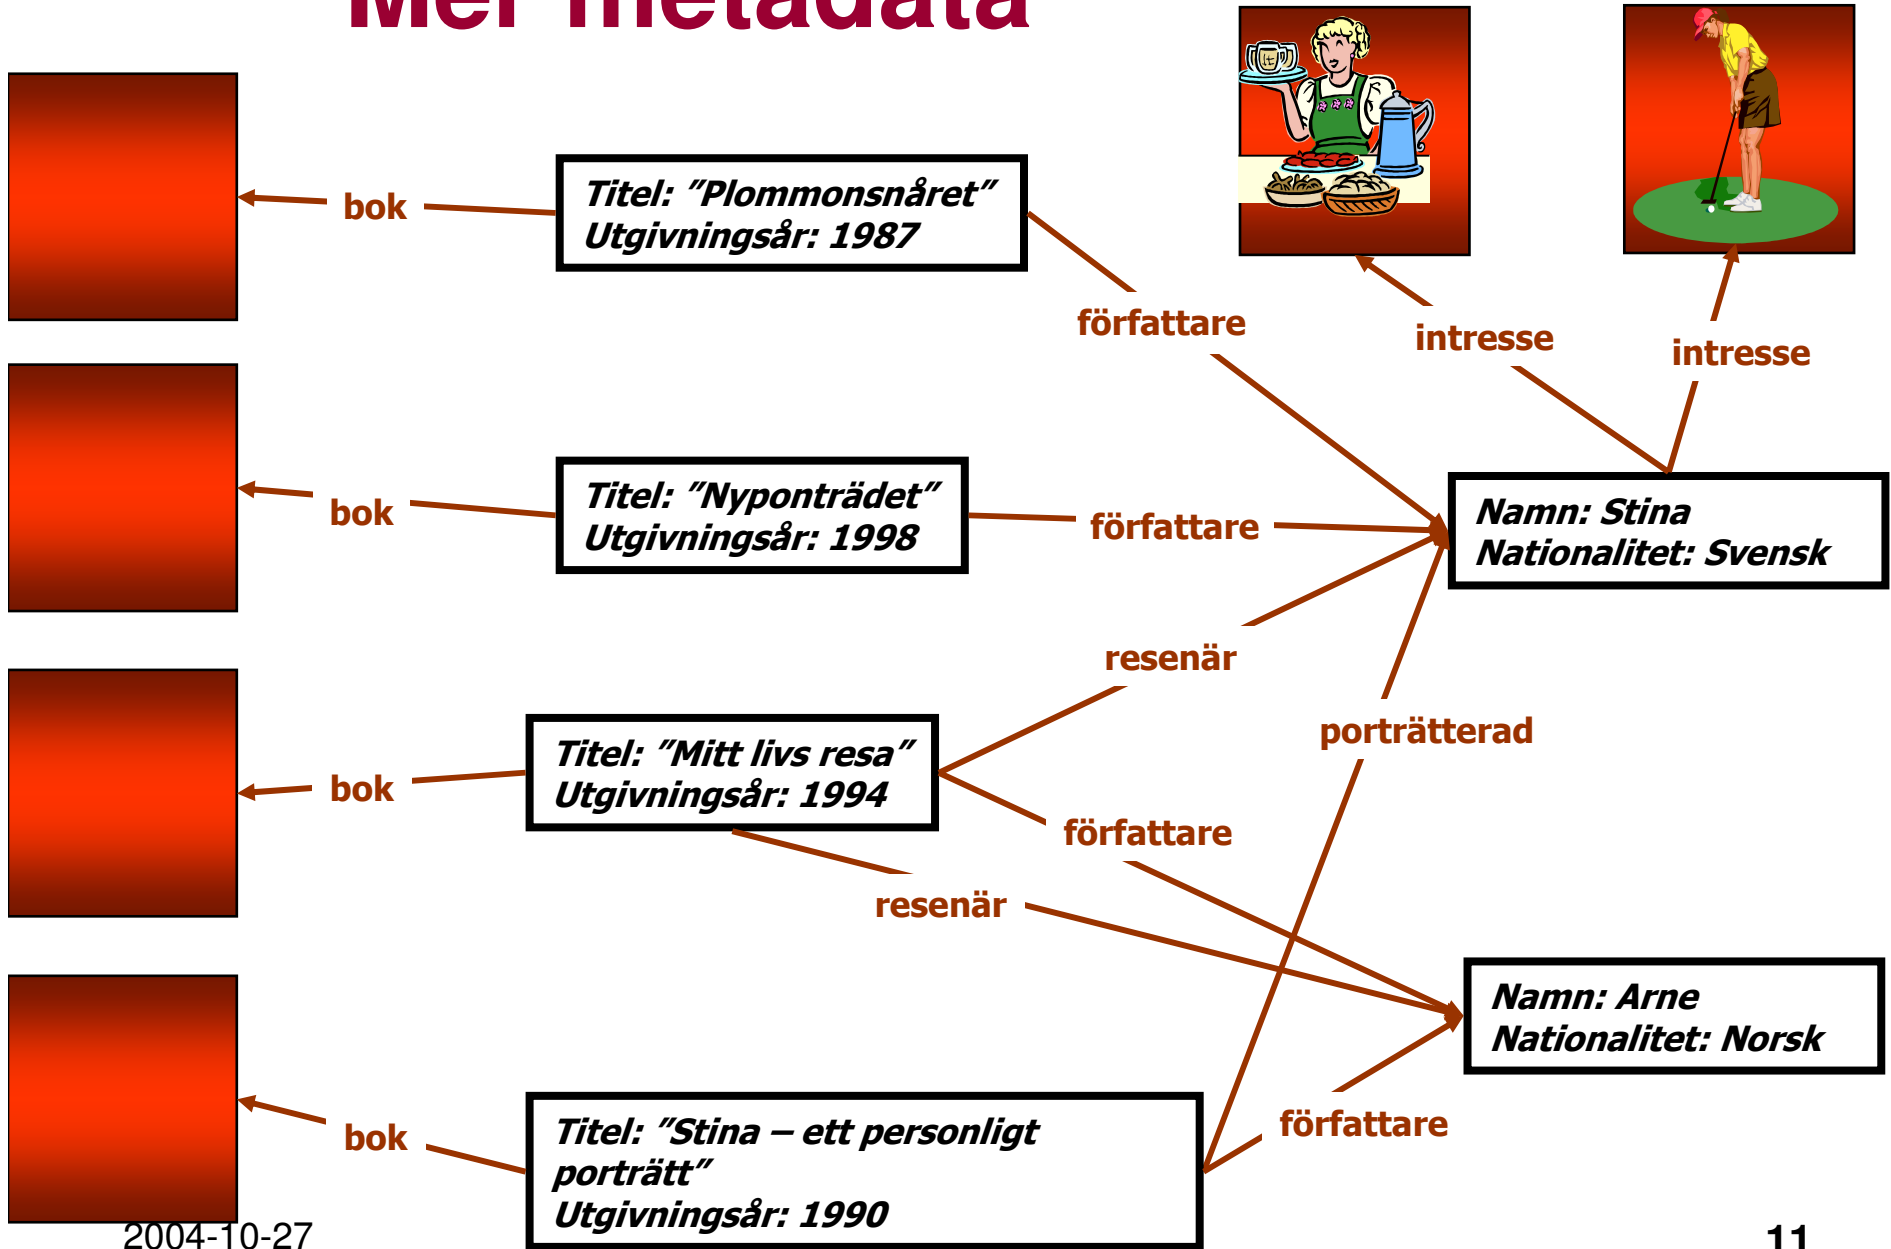 Mer metadata
bok
Titel: ”Plommonsnåret”
Utgivningsår: 1987
författare
intresse
intresse
bok
Titel: ”Nyponträdet”
Utgivningsår: 1998
författare
Namn: Stina
Nationalitet: Svensk
resenär
porträtterad
bok
Titel: ”Mitt livs resa”
Utgivningsår: 1994
författare
resenär
Namn: Arne
Nationalitet: Norsk
bok
Titel: ”Stina – ett personligt
porträtt”
Utgivningsår: 1990
författare
2004-10-27
11